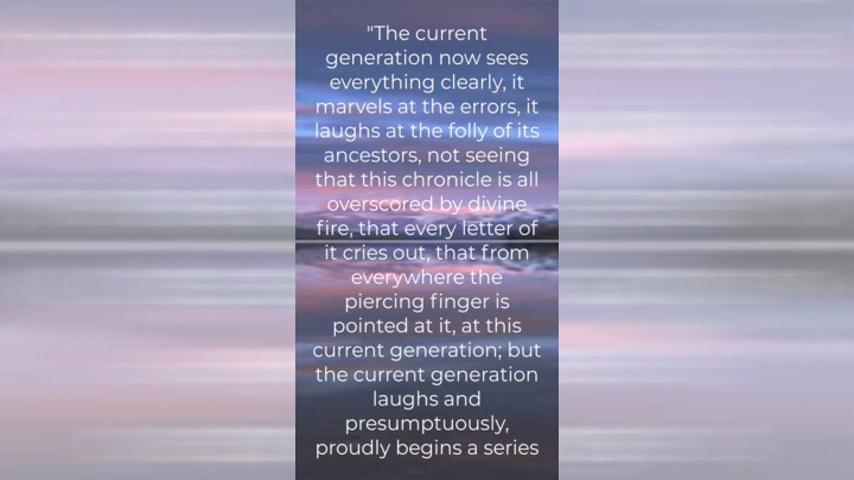 "The current
generation now sees
everything clearly, it
marvels at the errors, it
laughs at the folly of its
ancestors, not seeing
that this chronicle is all
overscored by divine
fire, that every letter of
it cries out, that from
everywhere the
piercing finger is
pointed at it, at this
current generation; but
the current generation
laughs and
presumptuously,
proudly begins a series